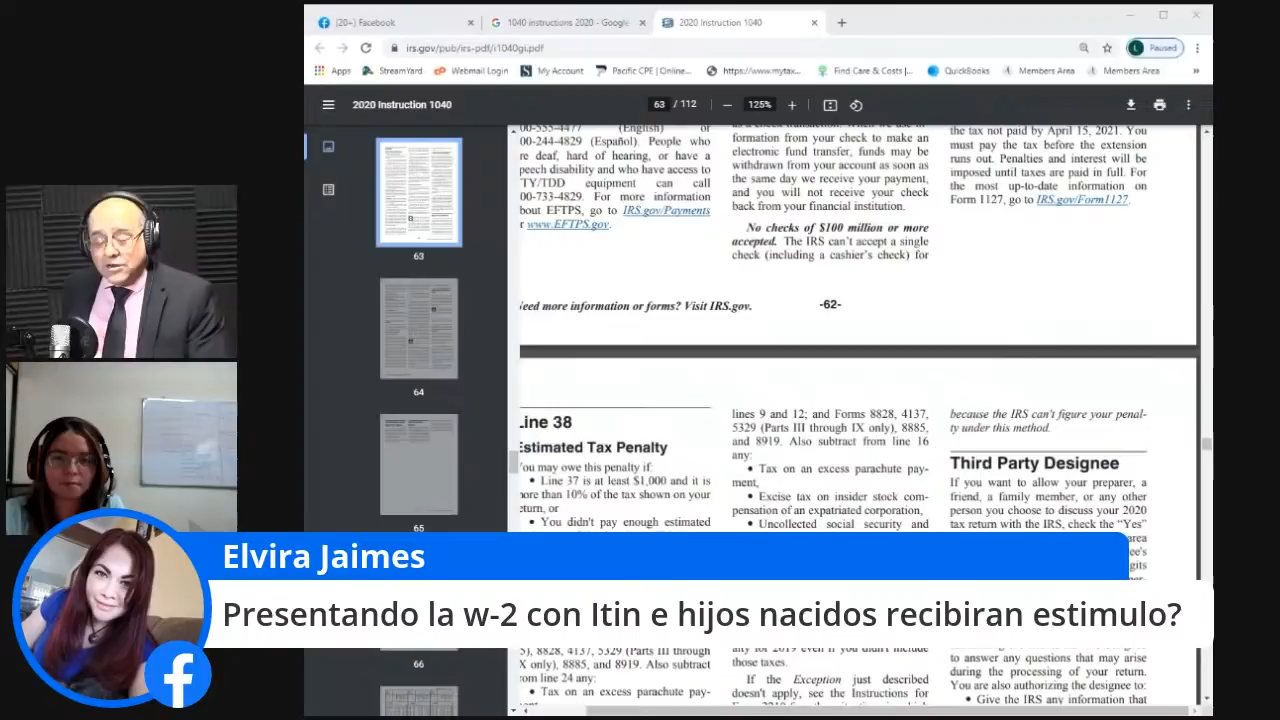 (20+) Facebook
1040 instructions 2020 - Google
2020 Instruction 1040
irs.gov/pub/irs-pdf/i1040gi.pdf
L
Paused
Apps
StreamYard
Webmail Login
My Account
Pacific CPE | Online...
https://www.mytax...
Find Care & Costs |...
QuickBooks
Members Area
Members Area
2020 Instruction 1040
63 / 112
125%
63
64
65
66
00-555-4477 (English) or
00-244-4829 (Español). People who
re deaf, hard of hearing, or have a
peech disability and who have access to
TY/TDD equipment can call
00-733-4829. For more information
bout EFTPS, go to IRS.gov/Payments
r www.EFTPS.gov.
formation from your check to make an
electronic fund transfer, funds may be
withdrawn from your account as soon as
the same day we receive your payment,
and you will not receive your check
back from your financial institution.
No checks of $100 million or more
accepted. The IRS can't accept a single
check (including a cashier's check) for
the tax not paid by April 15, 2021. You
must pay the tax before the extension
runs out. Penalties and interest will be
imposed until taxes are paid in full. For
the most up-to-date information on
Form 1127, go to IRS.gov/Form1127.
eed more information or forms? Visit IRS.gov.
-62-
Line 38
Estimated Tax Penalty
You may owe this penalty if:
• Line 37 is at least $1,000 and it is
more than 10% of the tax shown on your
return, or
• You didn't pay enough estimated
lines 9 and 12; and Forms 8828, 4137,
5329 (Parts III through IX only), 8885,
and 8919. Also subtract from line 16
any:
• Tax on an excess parachute pay-
ment,
• Excise tax on insider stock com-
pensation of an expatriated corporation,
• Uncollected social security and
because the IRS can't figure your penal-
ty under this method.
Third Party Designee
If you want to allow your preparer, a
friend, a family member, or any other
person you choose to discuss your 2020
tax return with the IRS, check the "Yes"
area
ee's
gits
Elvira Jaimes
Presentando la w-2 con Itin e hijos nacidos recibiran estimulo?
5), 8828, 4137, 5329 (Parts III through
X only), 8885, and 8919. Also subtract
rom line 24 any:
• Tax on an excess parachute pay-
any for 2019 even if you didn't include
those taxes.
If the Exception just described
doesn't apply, see the Instructions for
to answer any questions that may arise
during the processing of your return.
You are also authorizing the designee to:
• Give the IRS any information that